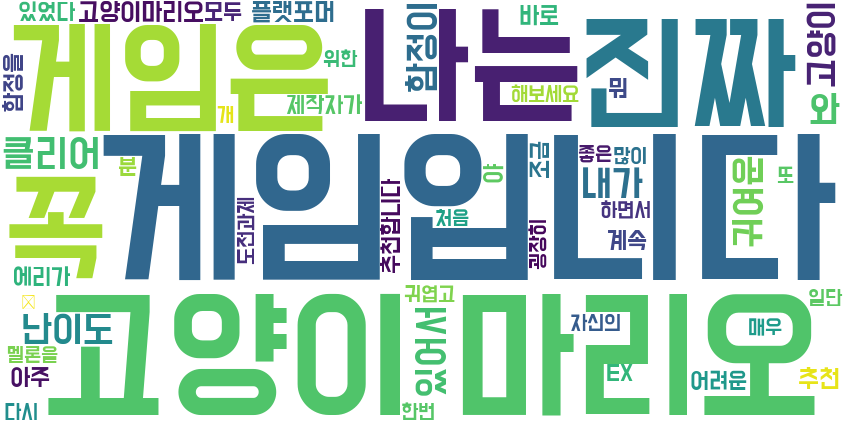 있었다 고양이마리오모두 플랫포머
바로
고양이
함정을
게임은
나는
진짜
함정이
위한
개
제작자가
해보세요
뭐
와
클리어
분
게임입니다
꼭
도전과제
추천합니다
처음
야
조금
굉장히
좋은
많이
내가
하면서
계속
귀여워
또
에리가
고양이 마리오
난이도
멜론을
아주
다시
귀엽고
있어서
한번
자신의
EX
매우
어려운
일단
추천